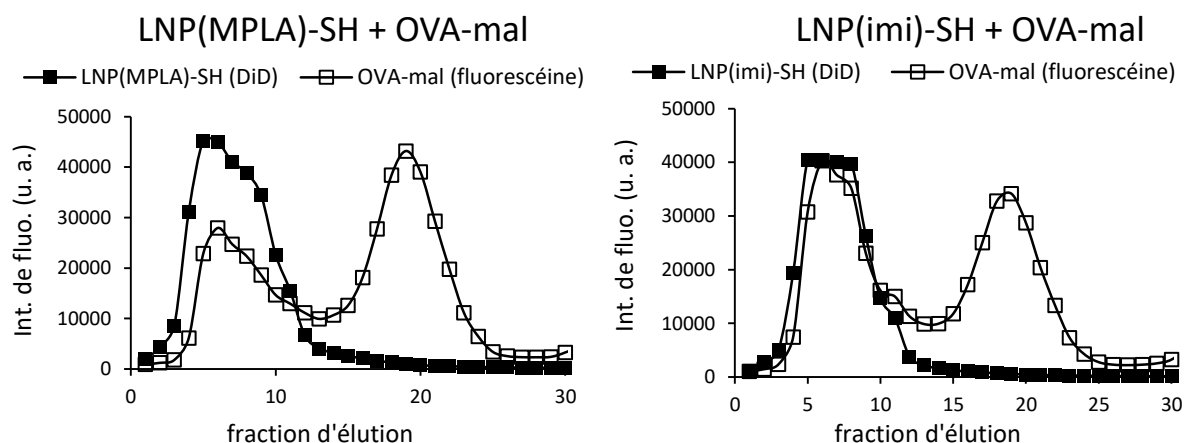 LNP(MPLA)-SH + OVA-mal
LNP(MPLA)-SH (DiD) OVA-mal (fluorescéine)
Int. de fluo. (u. a.)
50000
40000
30000
20000
10000
0
0 10 20 30
fraction d'élution
LNP(imi)-SH + OVA-mal
LNP(imi)-SH (DiD) OVA-mal (fluorescéine)
Int. de fluo. (u. a.)
50000
40000
30000
20000
10000
0
0 5 10 15 20 25 30
fraction d'élution